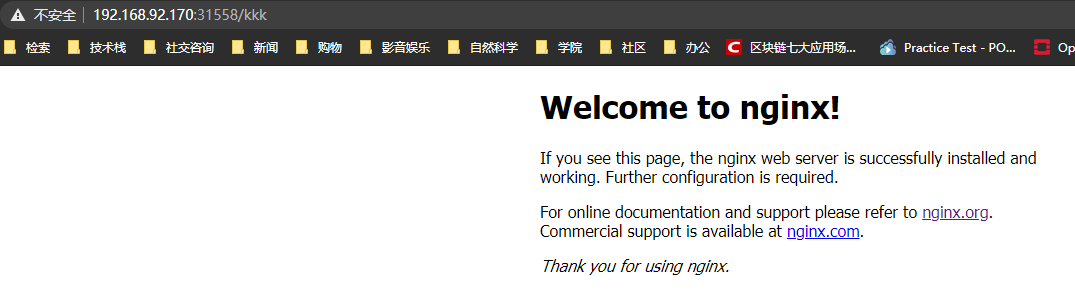 不安全 192.168.92.170:31558/kkk
检索 技术栈 社交咨询 新闻 购物 影音娱乐 自然科学 学院 社区 办公 区块链七大应用场... Practice Test - PO... Op
Welcome to nginx!
If you see this page, the nginx web server is successfully installed and
working. Further configuration is required.
For online documentation and support please refer to nginx.org.
Commercial support is available at nginx.com.
Thank you for using nginx.